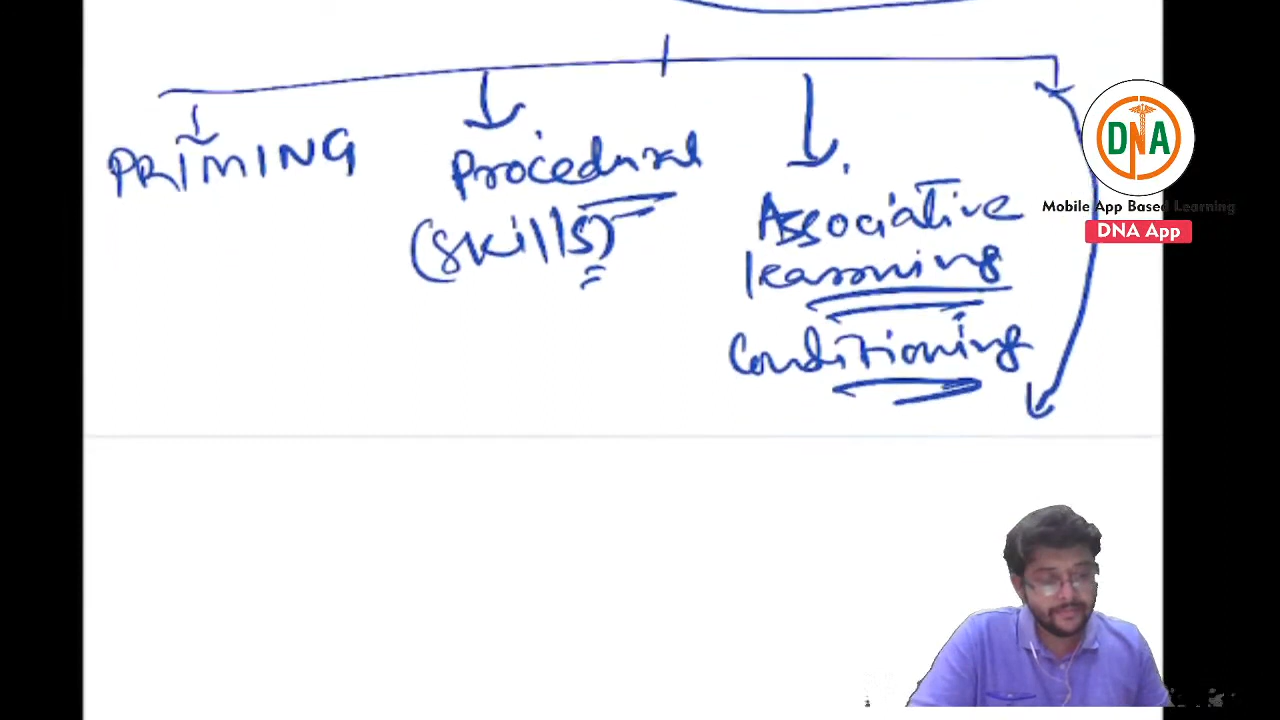 PRIMING
Procedural
(skills)
Associative
learning
Conditioning
DNA
Mobile App Based Learning
DNA App